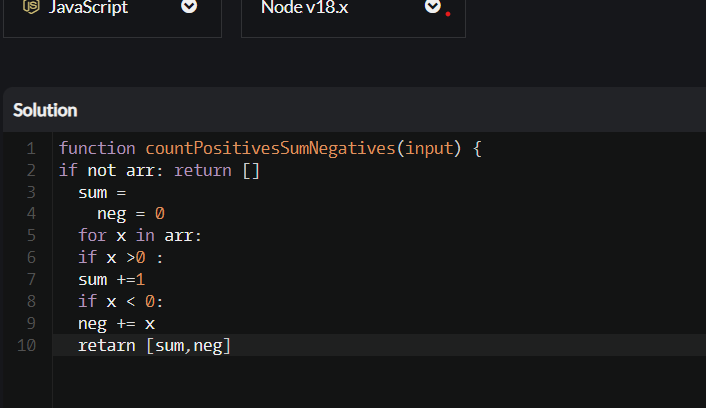 JavaScript
Node v18.x
Solution
1 function countPositivesSumNegatives(input) {
2 if not arr: return []
3 sum =
4 neg = 0
5 for x in arr:
6 if x >0 :
7 sum +=1
8 if x < 0:
9 neg += x
10 retarn [sum,neg]